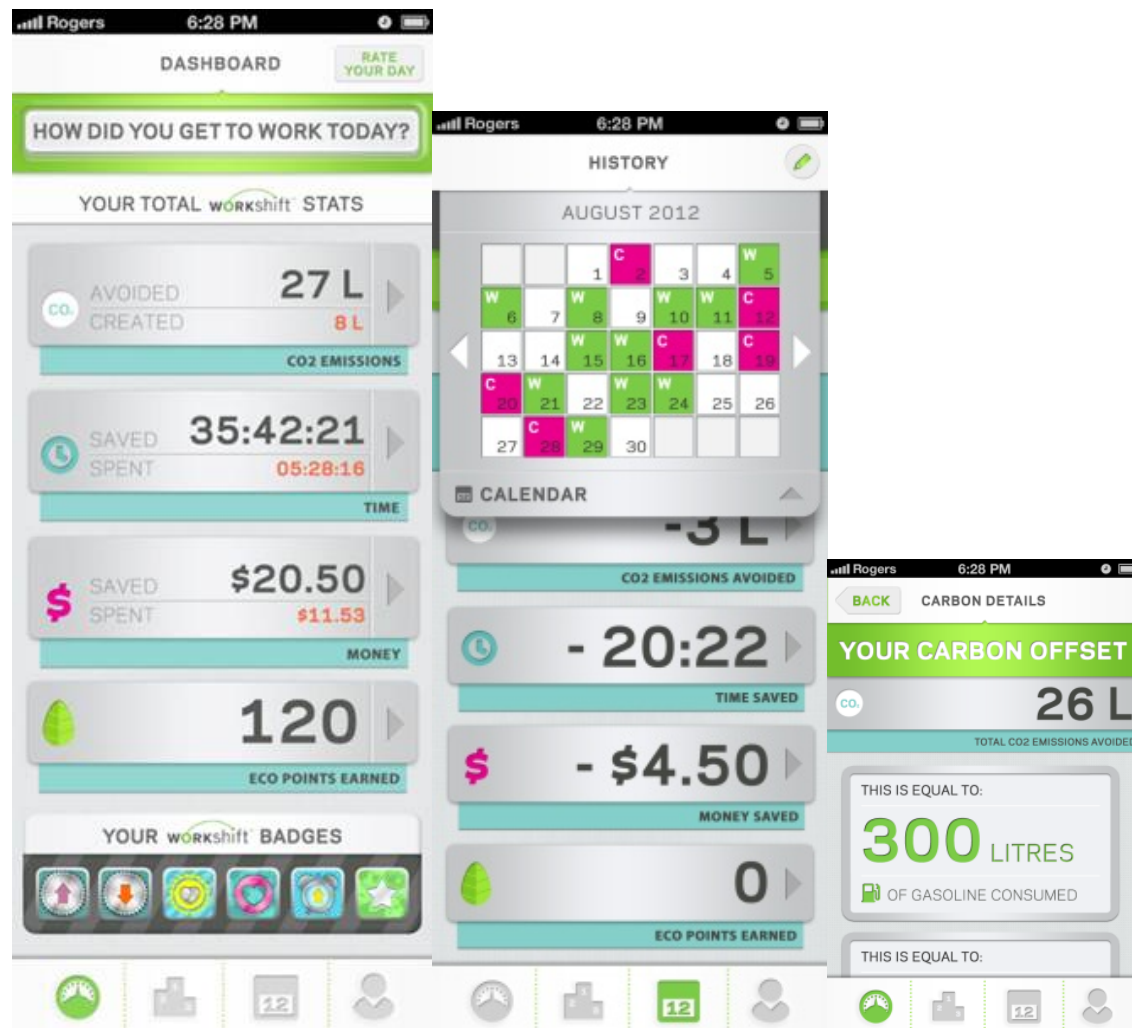 Rogers 6:28 PM
DASHBOARD
RATE
YOUR DAY
HOW DID YOU GET TO WORK TODAY?
YOUR TOTAL WORKshift STATS
CO₂ AVOIDED 27 L
CREATED 8 L
CO2 EMISSIONS
SAVED 35:42:21
SPENT 05:28:16
TIME
$ SAVED $20.50
SPENT $11.53
MONEY
120
ECO POINTS EARNED
YOUR WORKshift BADGES
12
Rogers 6:28 PM
HISTORY
AUGUST 2012
1 C 2 3 4 W 5
W 6 7 W 8 9 W 10 W 11 C 12
13 14 W 15 W 16 C 17 18 C 19
C 20 W 21 22 W 23 W 24 25 26
27 C 28 W 29 30
CALENDAR
CO₂ -3 L
CO2 EMISSIONS AVOIDED
- 20:22
TIME SAVED
$ - $4.50
MONEY SAVED
0
ECO POINTS EARNED
12
Rogers 6:28 PM
BACK CARBON DETAILS
YOUR CARBON OFFSET
CO₂ 26 L
TOTAL CO2 EMISSIONS AVOIDED
THIS IS EQUAL TO:
300 LITRES
OF GASOLINE CONSUMED
THIS IS EQUAL TO:
12